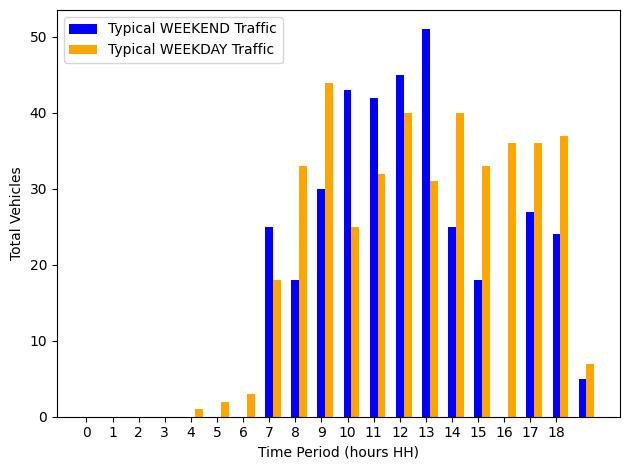 Typical WEEKEND Traffic
Typical WEEKDAY Traffic
50
40
30
20
10
0
Total Vehicles
0 1 2 3 4 5 6 7 8 9 10 11 12 13 14 15 16 17 18
Time Period (hours HH)